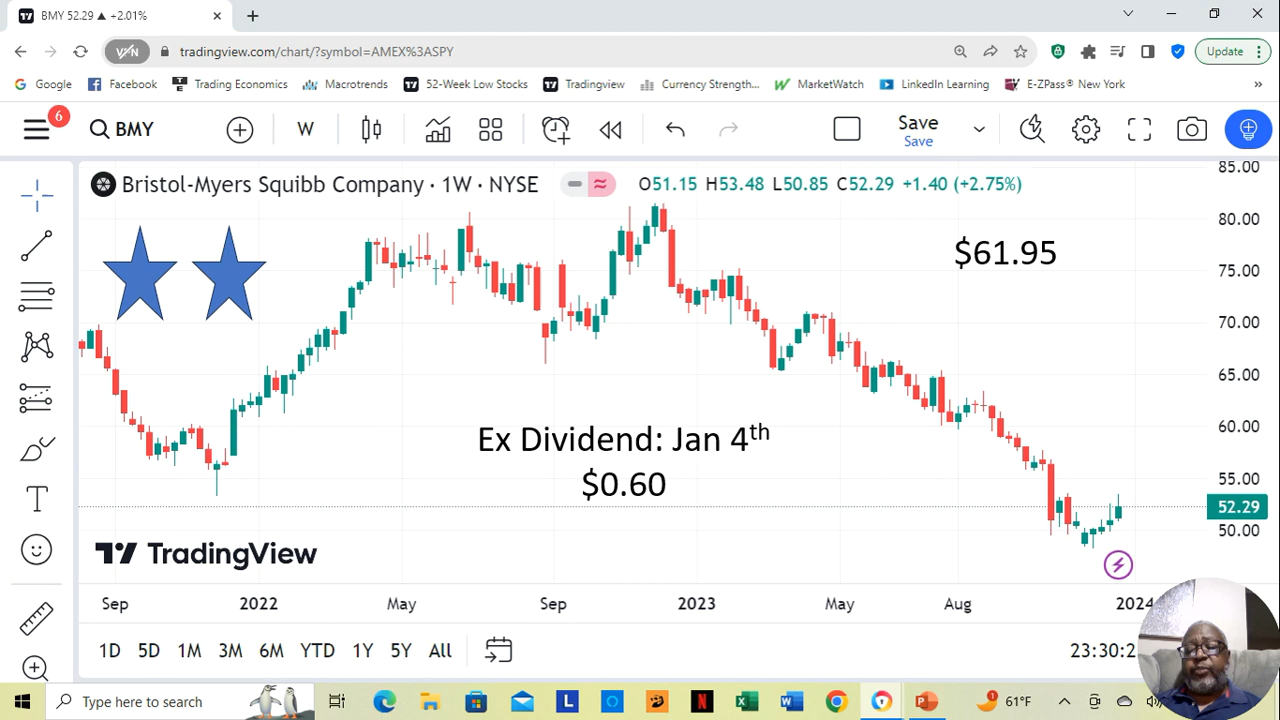 BMY 52.29 ▲ +2.01%
VPN
tradingview.com/chart/?symbol=AMEX%3ASPY
Update
Google Facebook Trading Economics Macrotrends 52-Week Low Stocks Tradingview Currency Strength... MarketWatch LinkedIn Learning E-ZPass® New York »
6
BMY W Save
Save
Bristol-Myers Squibb Company · 1W · NYSE O51.15 H53.48 L50.85 C52.29 +1.40 (+2.75%)
85.00
80.00
$61.95
75.00
70.00
65.00
60.00
Ex Dividend: Jan 4th
$0.60
55.00
52.29
50.00
TradingView
Sep 2022 May Sep 2023 May Aug 2024
1D 5D 1M 3M 6M YTD 1Y 5Y All
23:30:2
Type here to search
61°F